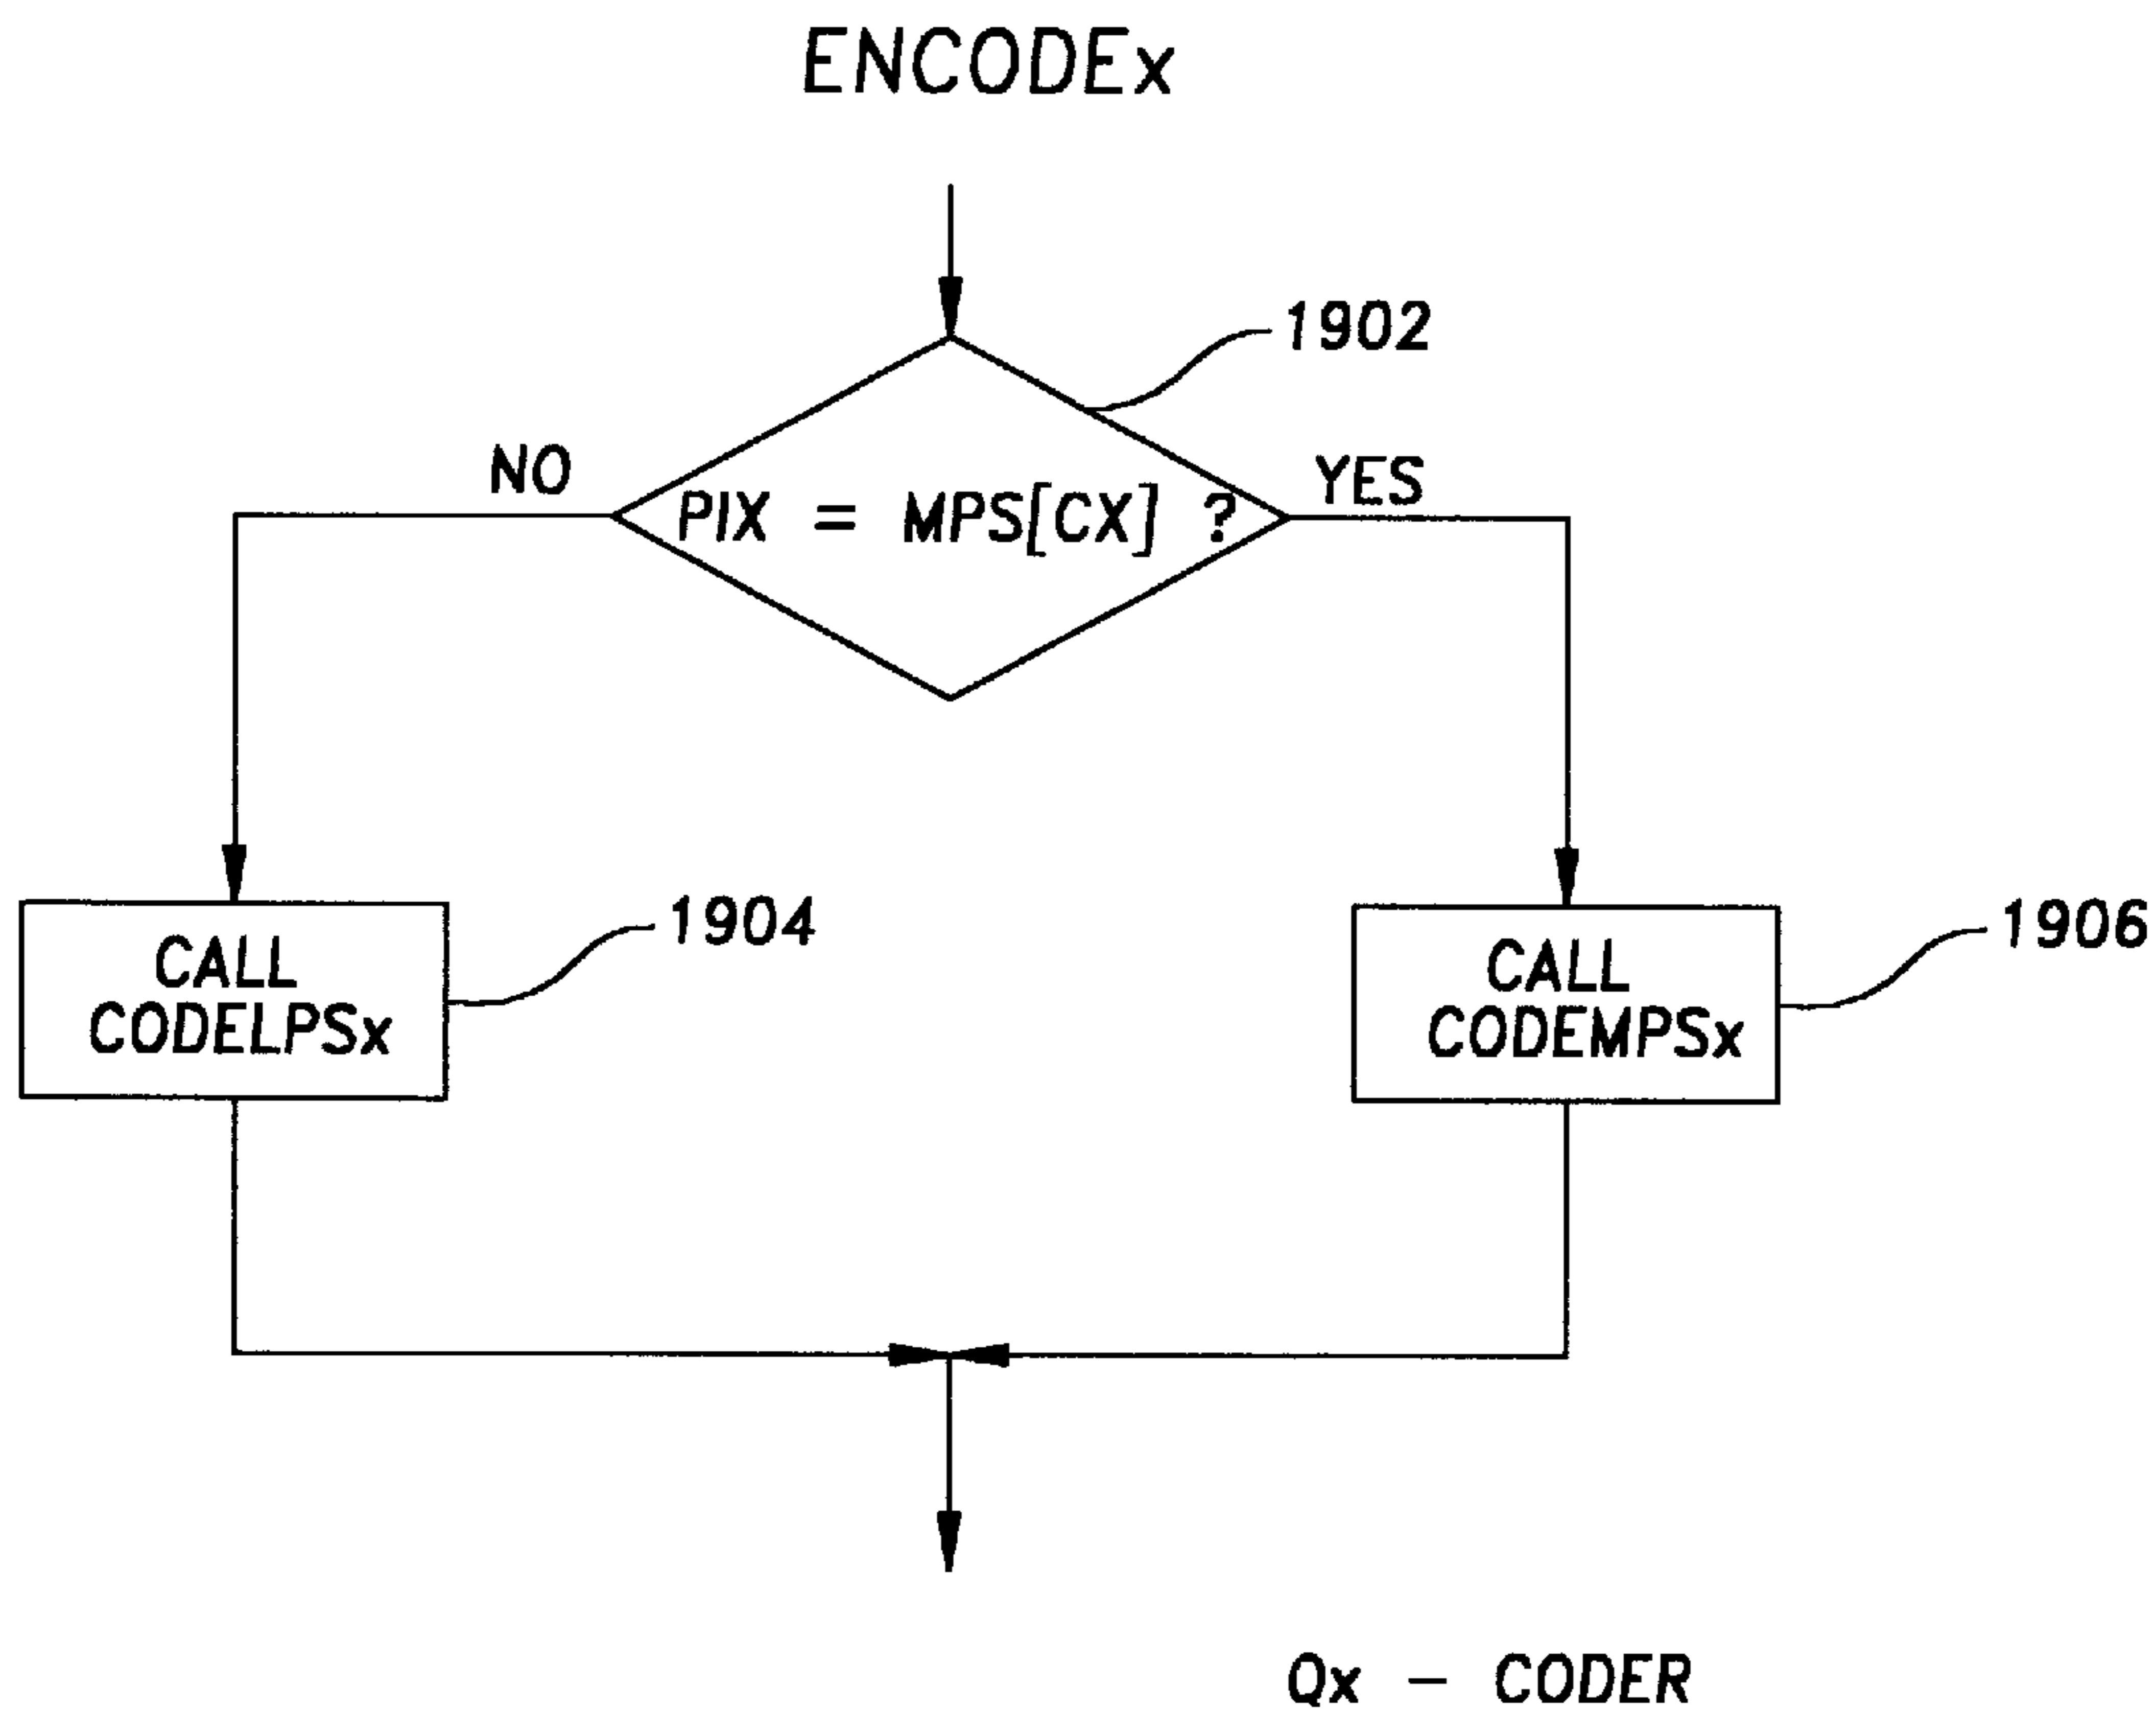 ENCODEx
1902
NO
PIX = MPS[CX] ?
YES
CALL
CODELPSx
1904
CALL
CODEMPSx
1906
Qx - CODER